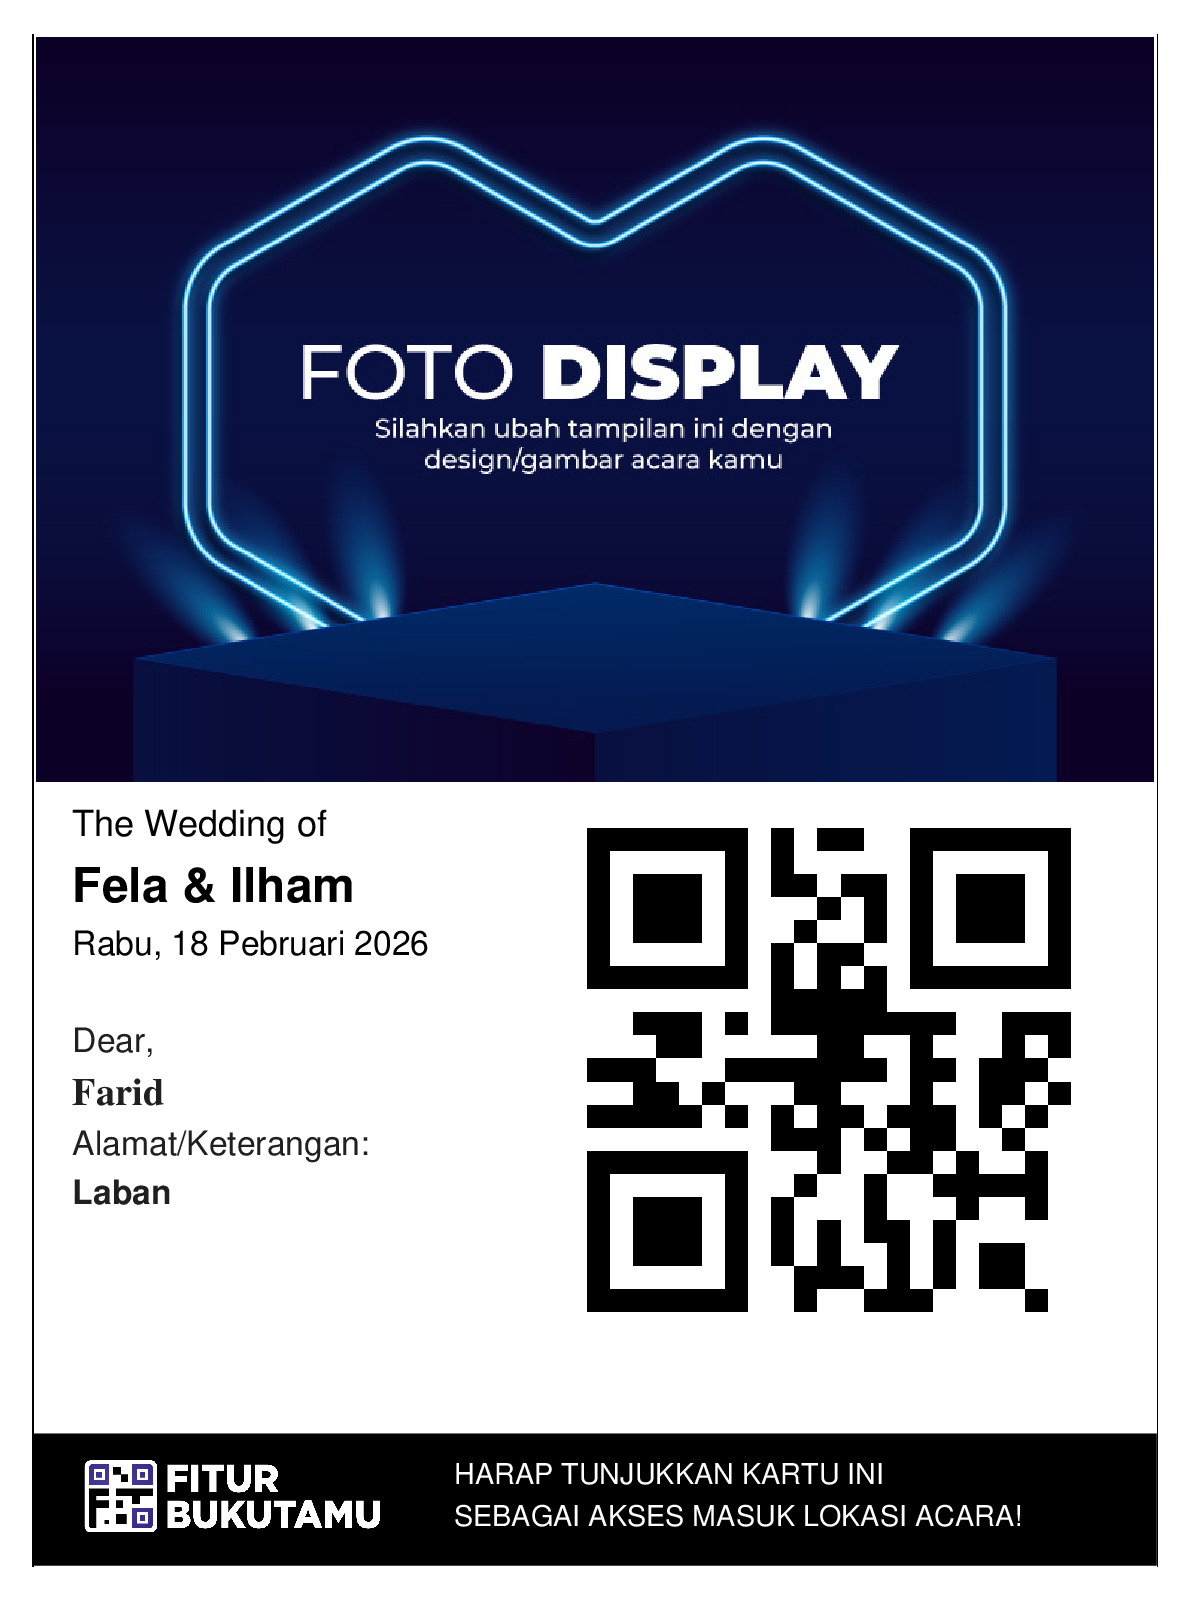 FOTO DISPLAY
Silahkan ubah tampilan ini dengan
design/gambar acara kamu
The Wedding of
Fela & Ilham
Rabu, 18 Pebruari 2026
Dear,
Farid
Alamat/Keterangan:
Laban
FITUR
BUKUTAMU
HARAP TUNJUKKAN KARTU INI
SEBAGAI AKSES MASUK LOKASI ACARA!